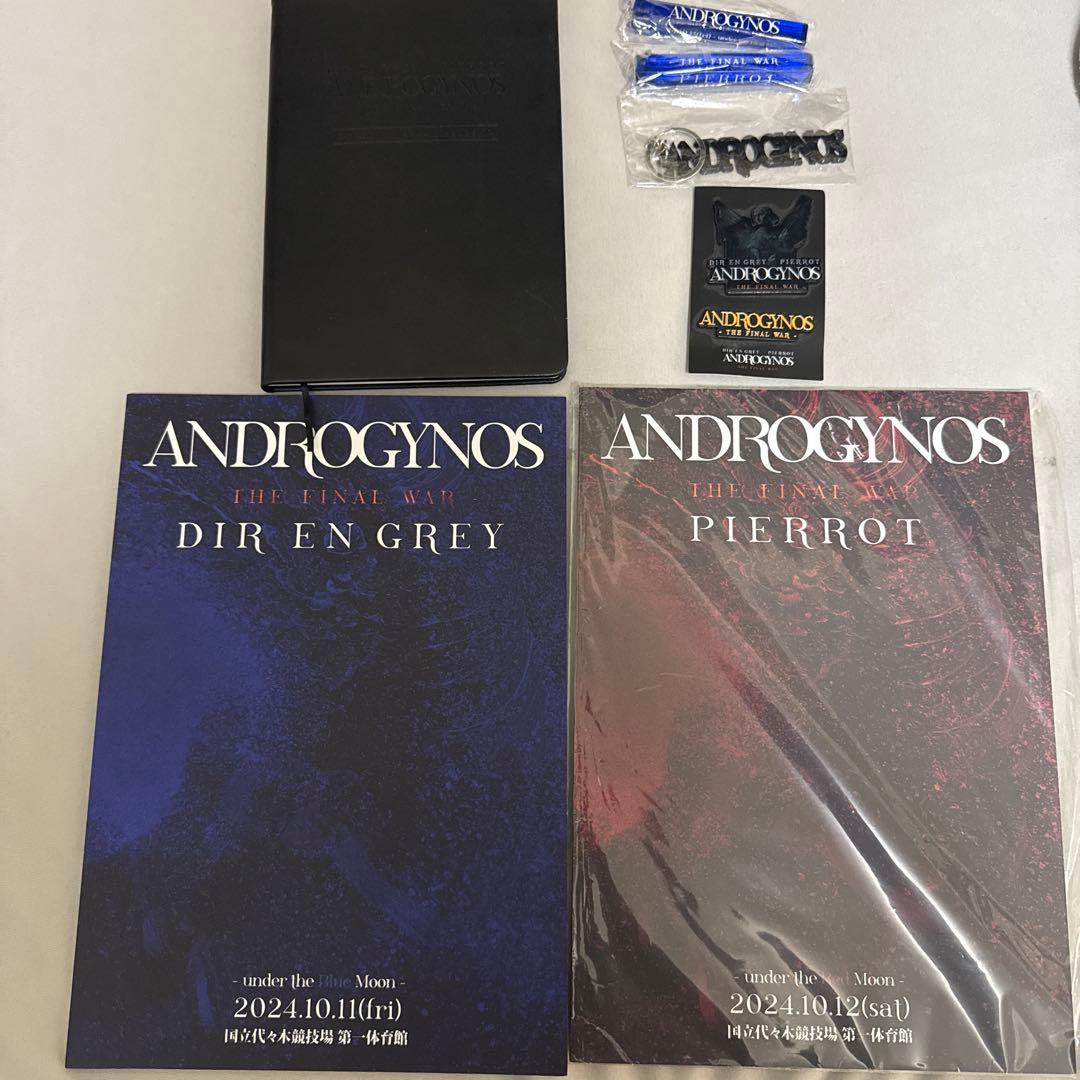 ANDROGYNOS
ANDROGYNOS
THE FINAL WAR
PIERROT
ANDROGYNOS
DIR EN GREY PIERROT
ANDROGYNOS
THE FINAL WAR
ANDROGYNOS
- THE FINAL WAR -
DIR EN GREY PIERROT
ANDROGYNOS
THE FINAL WAR
ANDROGYNOS
- THE FINAL WAR -
DIR EN GREY
- under the Blue Moon -
2024.10.11(fri)
国立代々木競技場 第一体育館
ANDROGYNOS
- THE FINAL WAR -
PIERROT
- under the Red Moon -
2024.10.12(sat)
国立代々木競技場 第一体育館